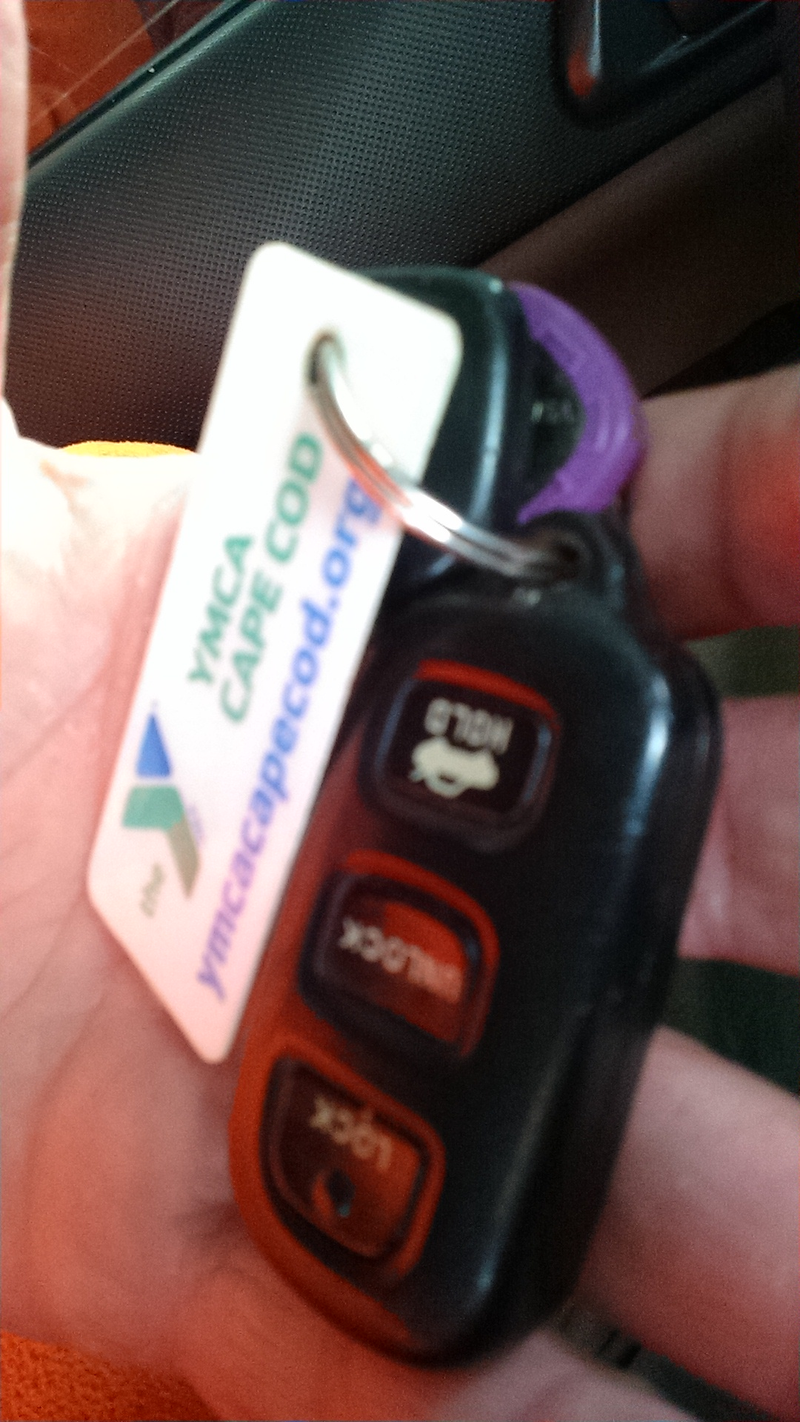 the
YMCA
CAPE COD
ymcacapecod.org
HOLD
UNLOCK
LOCK